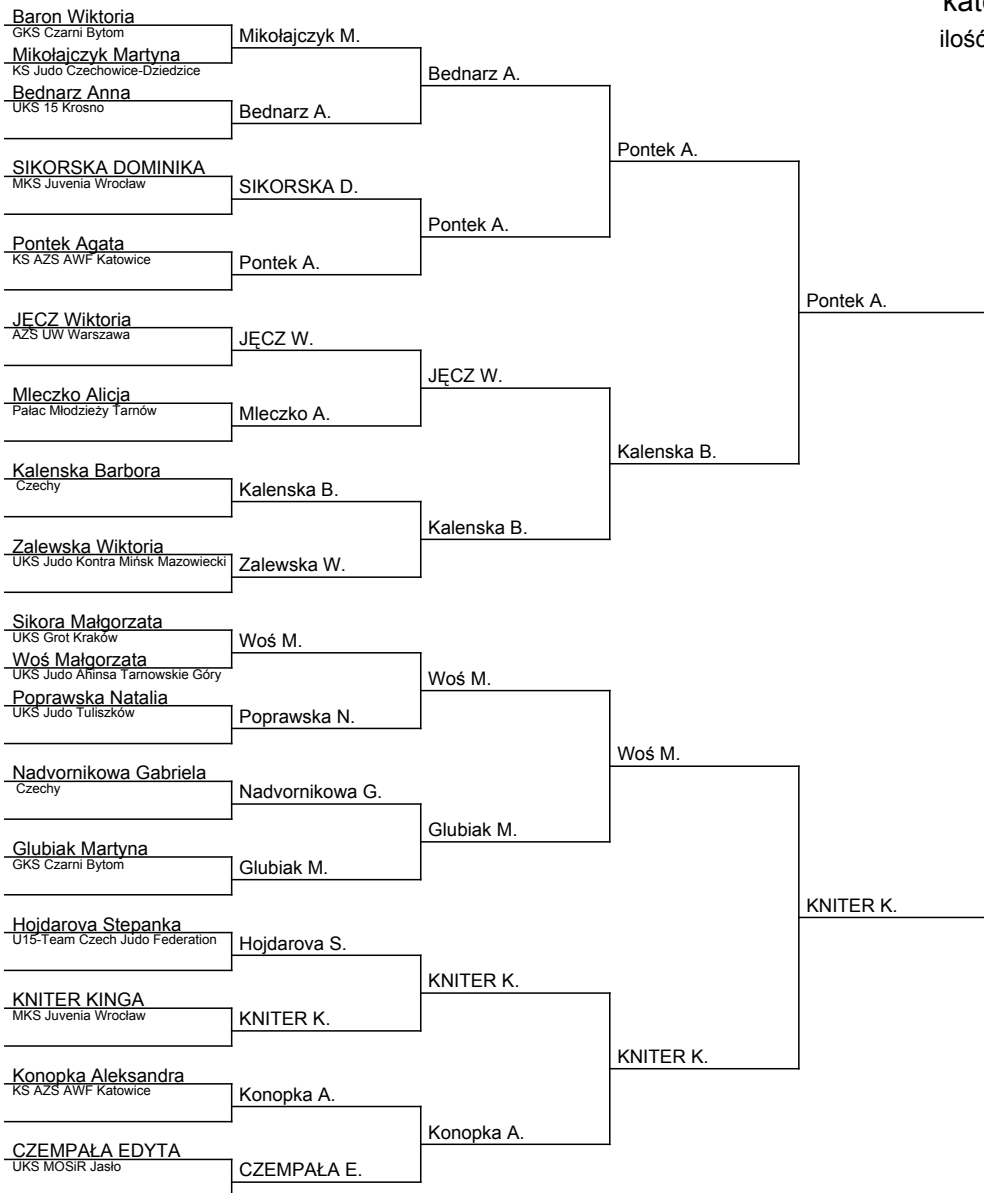 kate
ilość
Baron Wiktoria
GKS Czarni Bytom
Mikołajczyk M.
Mikołajczyk Martyna
KS Judo Czechowice-Dziedzice
Bednarz A.
Bednarz Anna
UKS 15 Krosno
Bednarz A.
Pontek A.
SIKORSKA DOMINIKA
MKS Juvenia Wrocław
SIKORSKA D.
Pontek A.
Pontek Agata
KS AZS AWF Katowice
Pontek A.
Pontek A.
JĘCZ Wiktoria
AZS UW Warszawa
JĘCZ W.
JĘCZ W.
Mleczko Alicja
Pałac Młodzieży Tarnów
Mleczko A.
Kalenska B.
Kalenska Barbora
Czechy
Kalenska B.
Kalenska B.
Zalewska Wiktoria
UKS Judo Kontra Mińsk Mazowiecki
Zalewska W.
Sikora Małgorzata
UKS Grot Kraków
Woś M.
Woś Małgorzata
UKS Judo Ahinsa Tarnowskie Góry
Woś M.
Poprawska Natalia
UKS Judo Tuliszków
Poprawska N.
Woś M.
Nadvornikowa Gabriela
Czechy
Nadvornikowa G.
Glubiak M.
Glubiak Martyna
GKS Czarni Bytom
Glubiak M.
KNITER K.
Hojdarova Stepanka
U15-Team Czech Judo Federation
Hojdarova S.
KNITER K.
KNITER KINGA
MKS Juvenia Wrocław
KNITER K.
KNITER K.
Konopka Aleksandra
KS AZS AWF Katowice
Konopka A.
Konopka A.
CZEMPAŁA EDYTA
UKS MOSiR Jasło
CZEMPAŁA E.